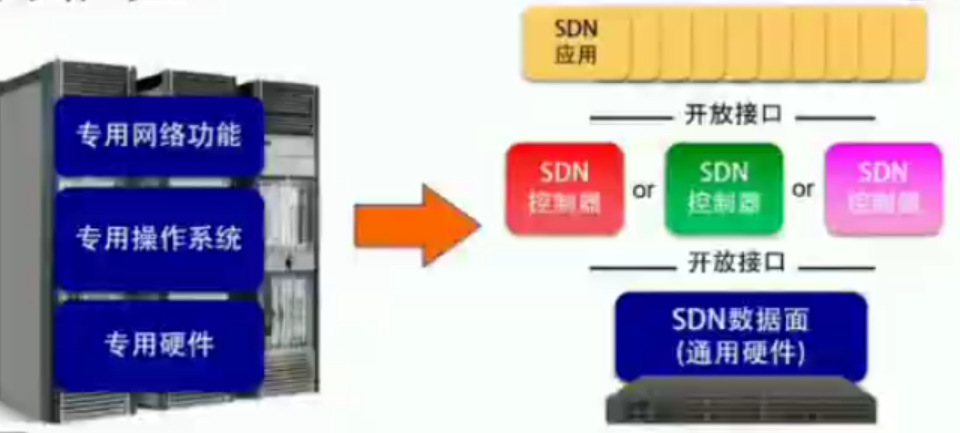 专用网络功能
专用操作系统
专用硬件
SDN
应用
开放接口
SDN
控制器
or
SDN
控制器
or
SDN
控制器
开放接口
SDN数据面
(通用硬件)